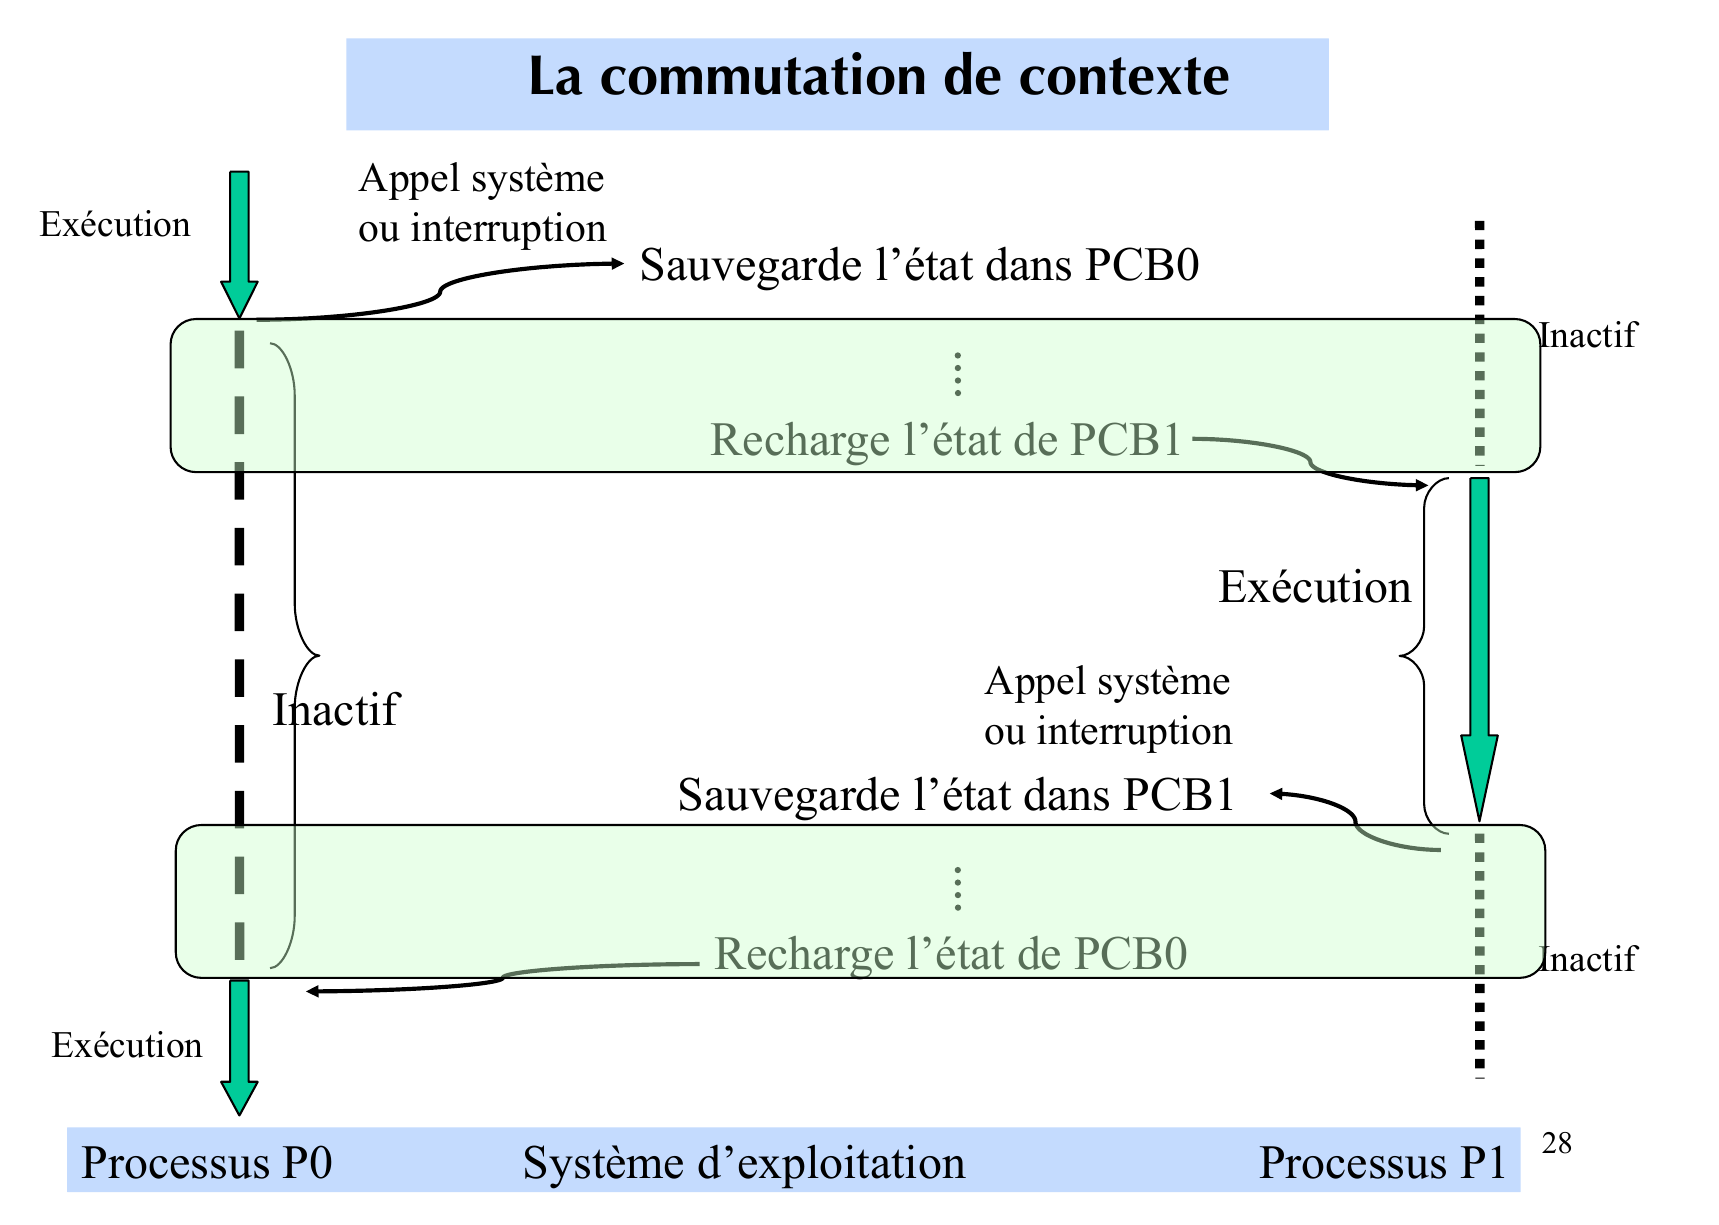 La commutation de contexte
Appel système
ou interruption
Exécution
Sauvegarde l’état dans PCB0
Inactif
Recharge l’état de PCB1
Exécution
Inactif
Appel système
ou interruption
Sauvegarde l’état dans PCB1
Recharge l’état de PCB0
Inactif
Exécution
Processus P0 Système d’exploitation Processus P1
28